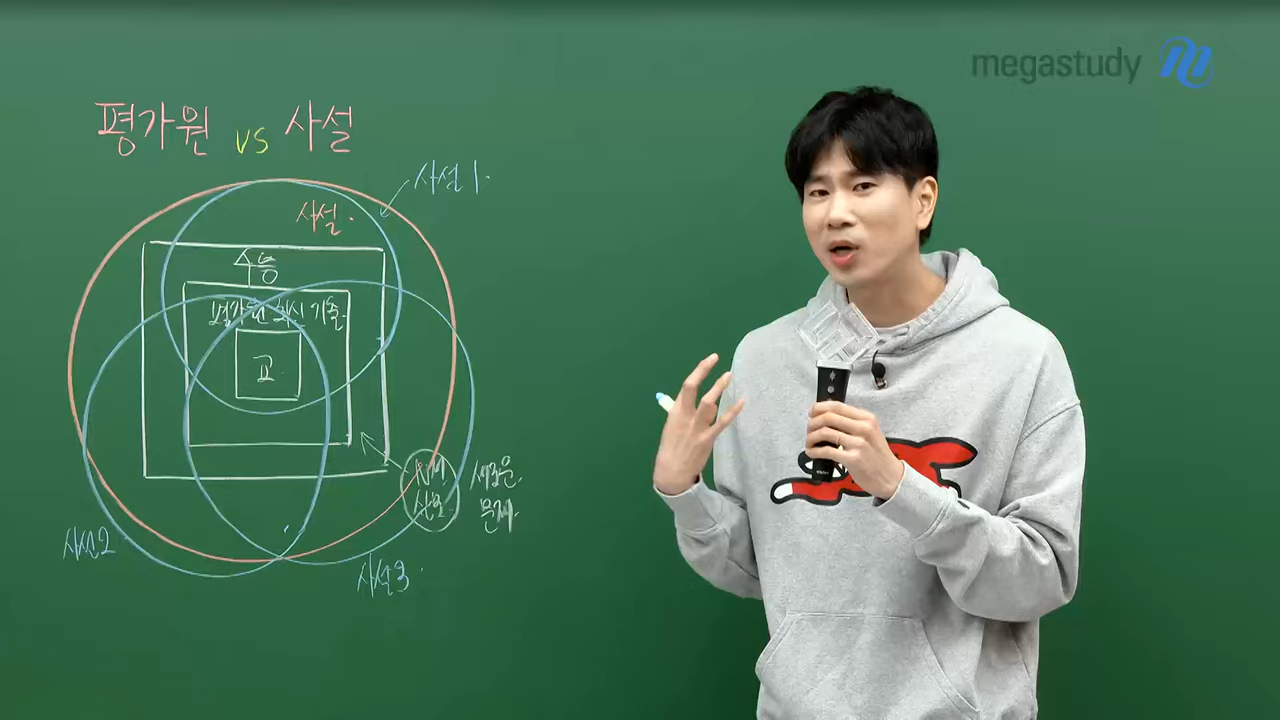 megastudy
평가원 vs 사설
사설 1.
사설.
수능
평가원 기출
교
새로운
문제.
사설2
사설3.